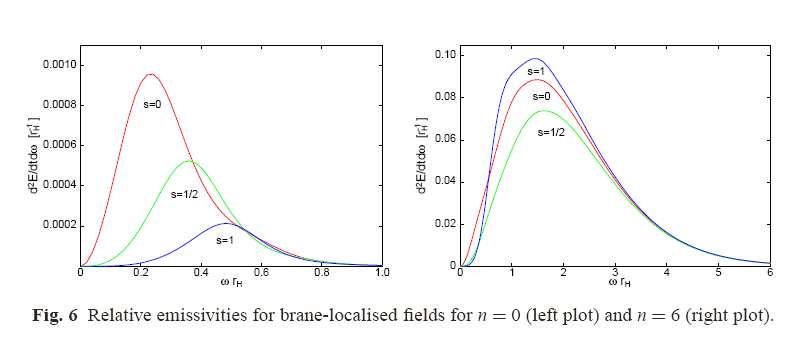 d²E/dtdω [r_H⁻¹]
0.0010
0.0008
0.0006
0.0004
0.0002
s=0
s=1/2
s=1
0 0.2 0.4 0.6 0.8 1.0
ω r_H
d²E/dtdω [r_H⁻¹]
0.10
0.08
0.06
0.04
0.02
0
s=1
s=0
s=1/2
0 1 2 3 4 5 6
ω r_H
Fig. 6 Relative emissivities for brane-localised fields for n = 0 (left plot) and n = 6 (right plot).